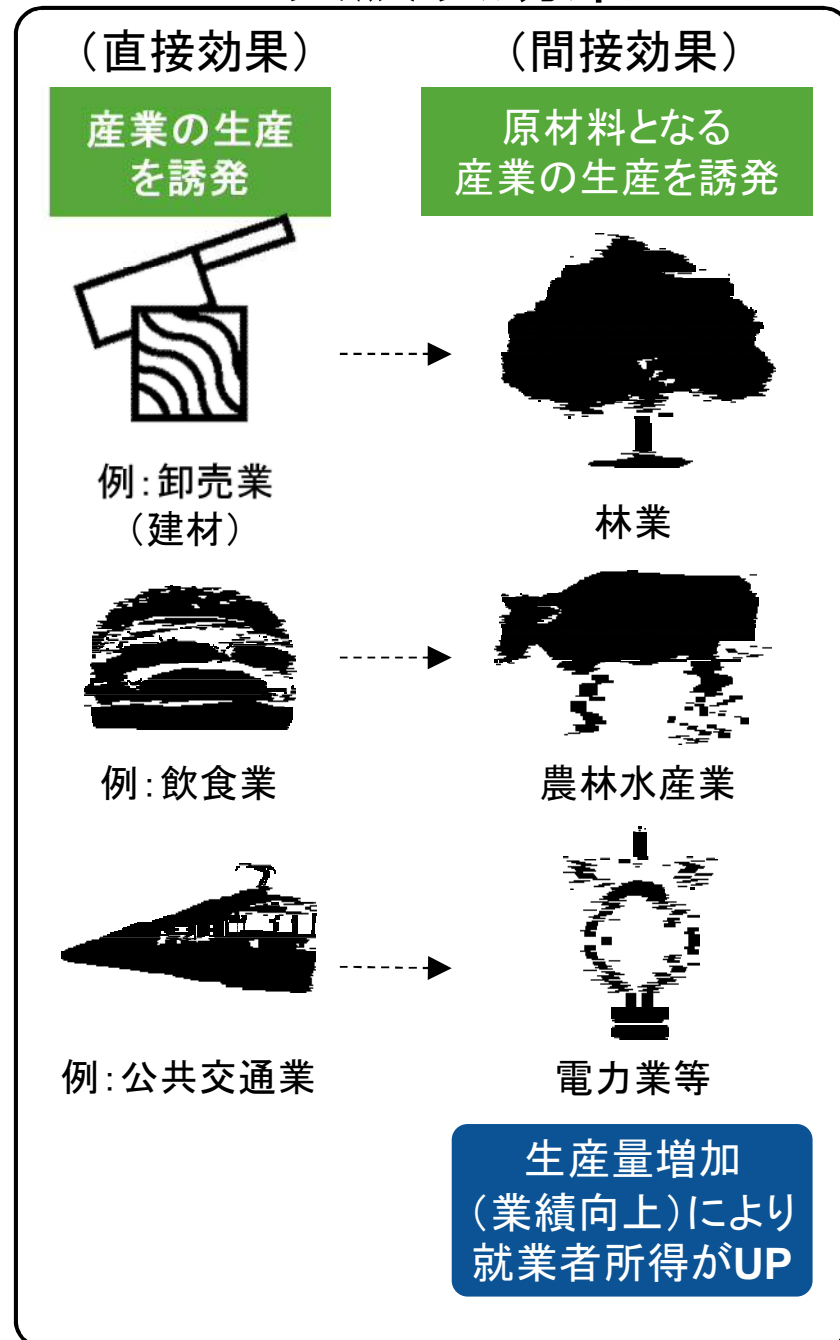 （直接効果）
（間接効果）
産業の生産
を誘発
原材料となる
産業の生産を誘発
例：卸売業
（建材）
林業
例：飲食業
農林水産業
例：公共交通業
電力業等
生産量増加
（業績向上）により
就業者所得がUP